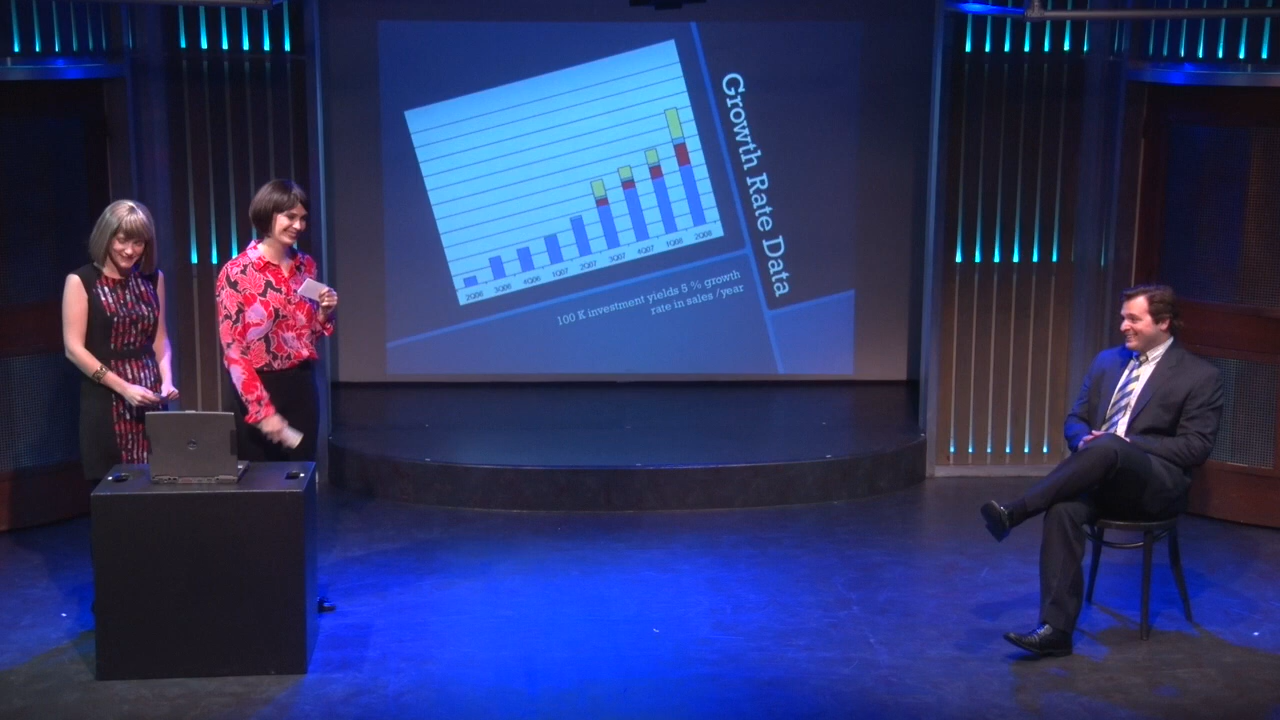 Growth Rate Data
2Q06 3Q06 4Q06 1Q07 2Q07 3Q07 4Q07 1Q08 2Q08
100 K investment yields 5 % growth
rate in sales /year